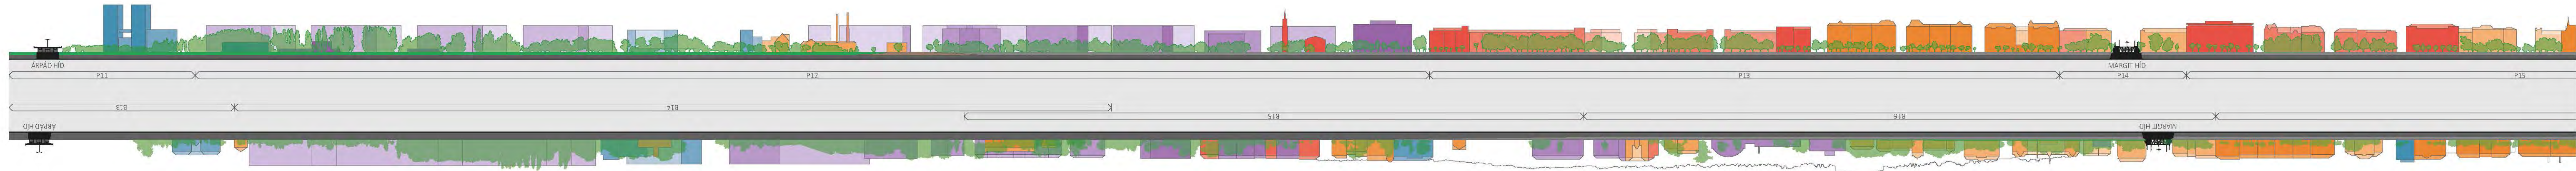 ÁRPÁD HÍD
MARGIT HÍD
P11
P12
P13
P14
P15
B13
B14
B15
B16
ÁRPÁD HÍD
MARGIT HÍD